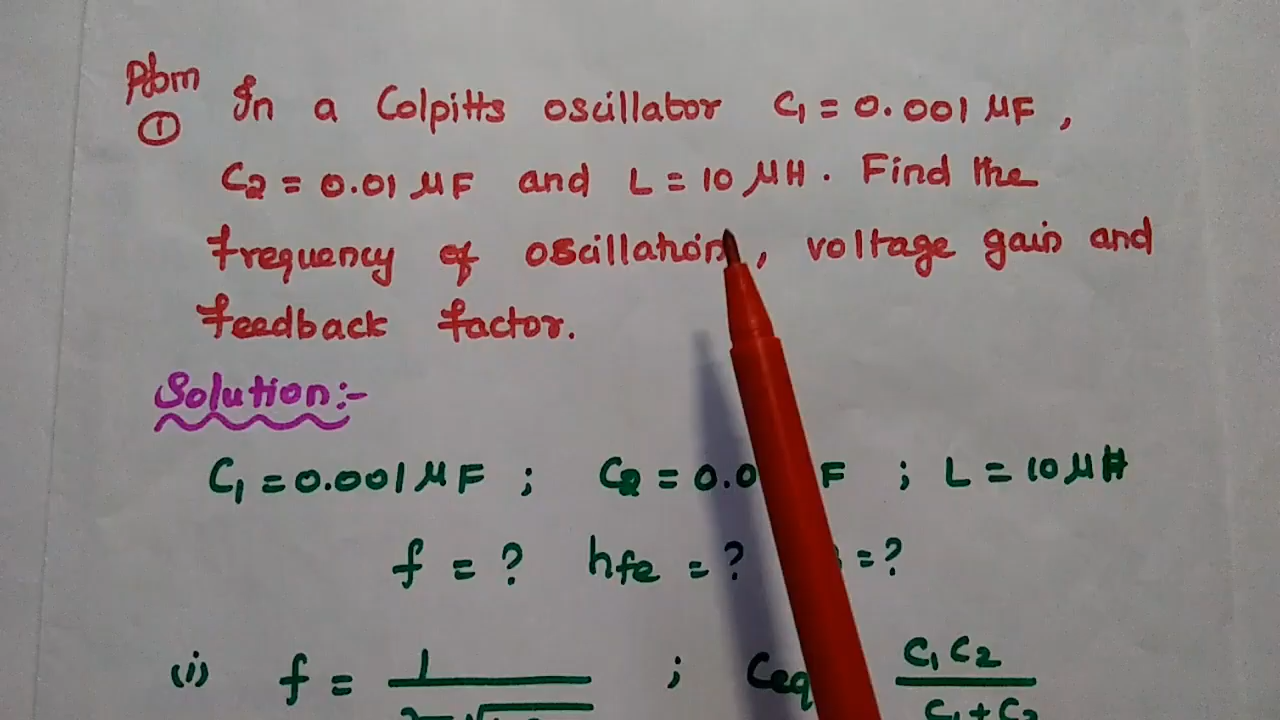 Pbm
① In a Colpitts oscillator C₁ = 0.001 μF,
C₂ = 0.01 μF and L = 10 μH. Find the
frequency of oscillation, voltage gain and
feedback factor.
Solution:-
C₁ = 0.001 μF ; C₂ = 0.0 F ; L = 10 μH
f = ? hfe = ? = ?
(i) f = 1 ; Ceq C₁ C₂
C₁ + C₂